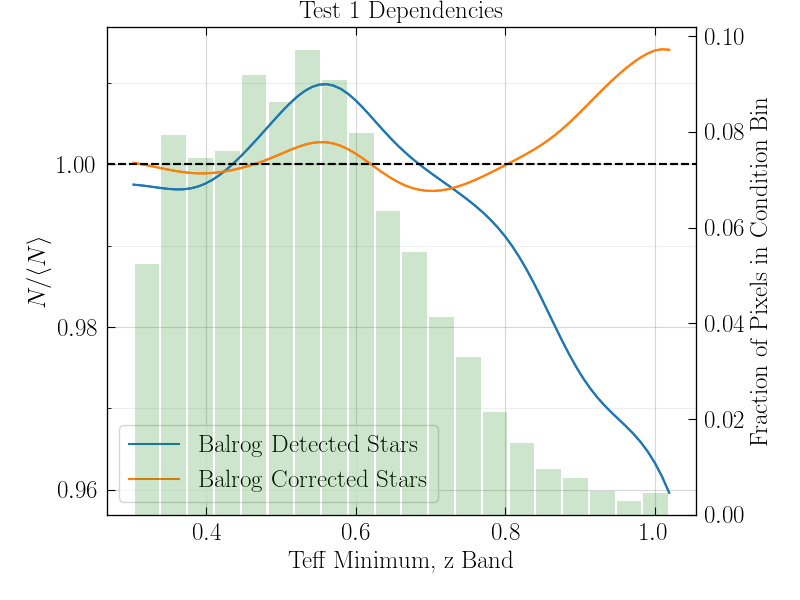 Test 1 Dependencies
N/⟨N⟩
1.00
0.98
0.96
0.10
0.08
0.06
0.04
0.02
0.00
Fraction of Pixels in Condition Bin
Balrog Detected Stars
Balrog Corrected Stars
0.4 0.6 0.8 1.0
Teff Minimum, z Band